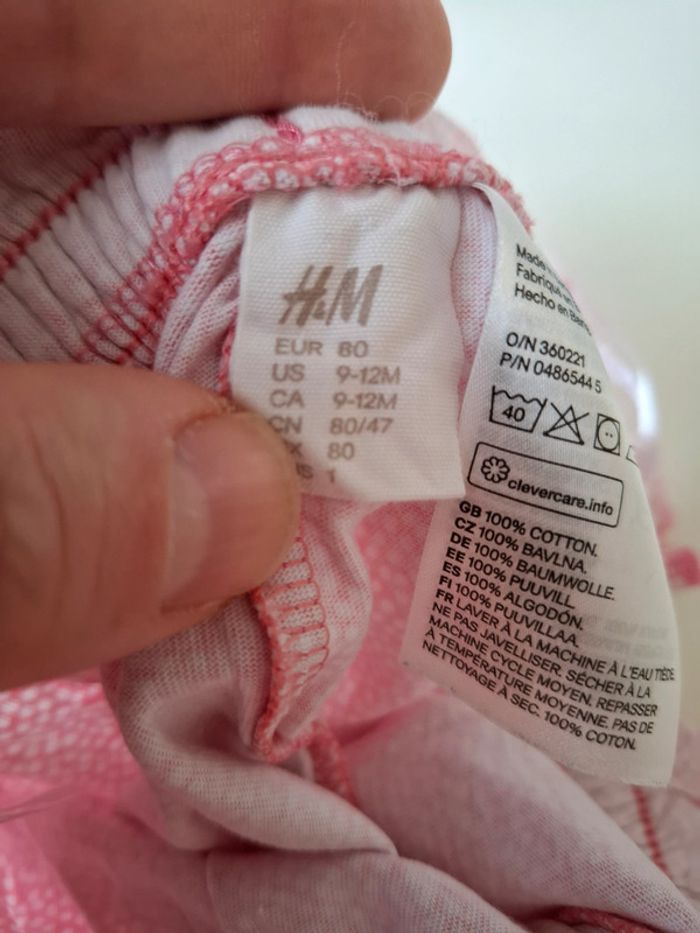 H&M
EUR 80
US 9-12M
CA 9-12M
CN 80/47
80
1
Made
Fabriqué en
Hecho en
O/N 360221
P/N 0486544 5
40
clevercare.info
GB 100% COTTON.
CZ 100% BAVLNA.
DE 100% BAUMWOLLE.
EE 100% PUUVILL
ES 100% ALGODÓN.
FI 100% PUUVILLAA.
FR LAVER À LA MACHINE À L'EAU TIÈDE
NE PAS JAVELLISER, SÉCHER À LA
MACHINE CYCLE MOYEN, REPASSER
À TEMPÉRATURE MOYENNE. PAS DE
NETTOYAGE À SEC. 100% COTON.